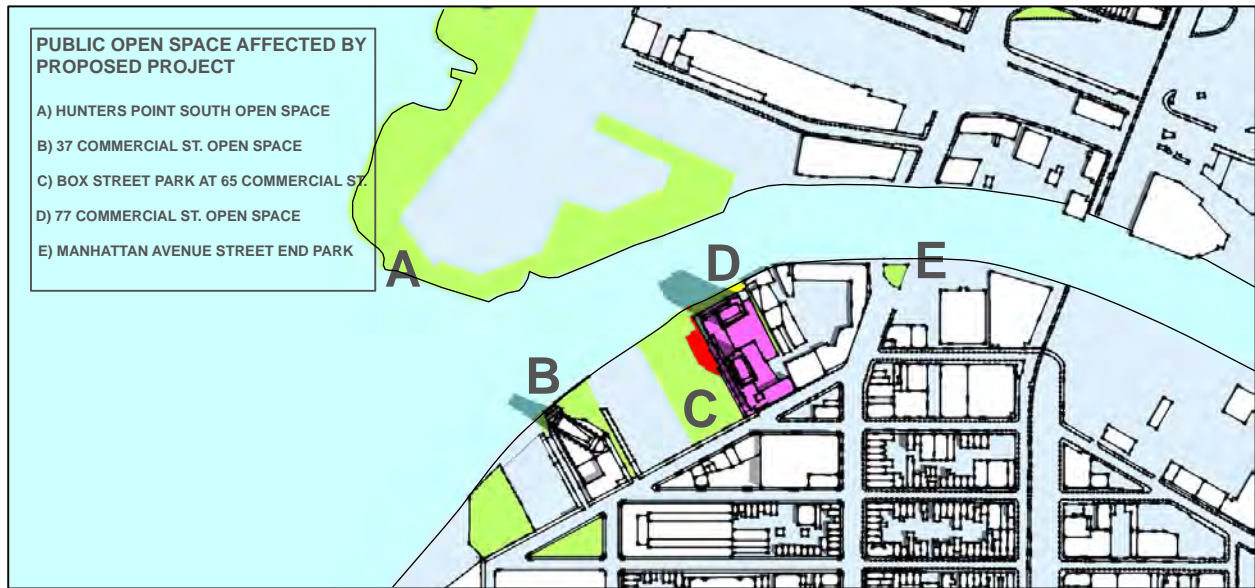 PUBLIC OPEN SPACE AFFECTED BY
PROPOSED PROJECT
A) HUNTERS POINT SOUTH OPEN SPACE
B) 37 COMMERCIAL ST. OPEN SPACE
C) BOX STREET PARK AT 65 COMMERCIAL ST.
D) 77 COMMERCIAL ST. OPEN SPACE
E) MANHATTAN AVENUE STREET END PARK
A
D
E
B
C